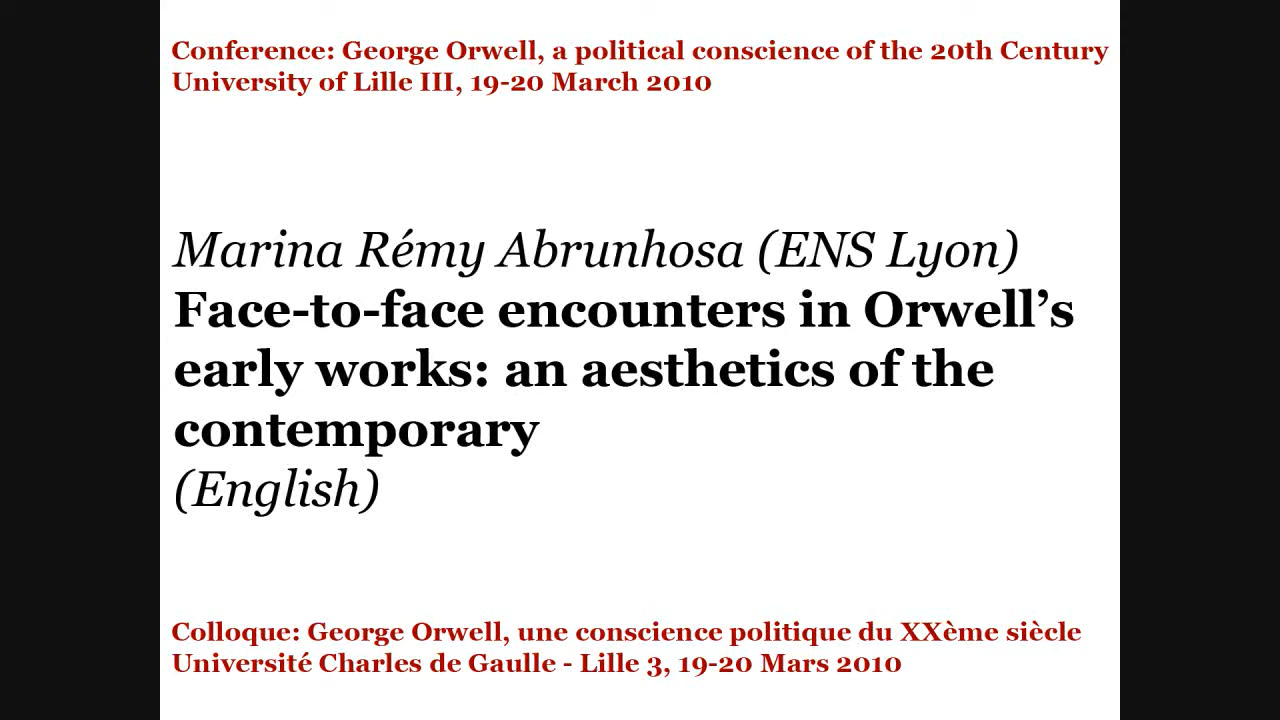 Conference: George Orwell, a political conscience of the 20th Century
University of Lille III, 19-20 March 2010
Marina Rémy Abrunhosa (ENS Lyon)
Face-to-face encounters in Orwell’s
early works: an aesthetics of the
contemporary
(English)
Colloque: George Orwell, une conscience politique du XXème siècle
Université Charles de Gaulle - Lille 3, 19-20 Mars 2010